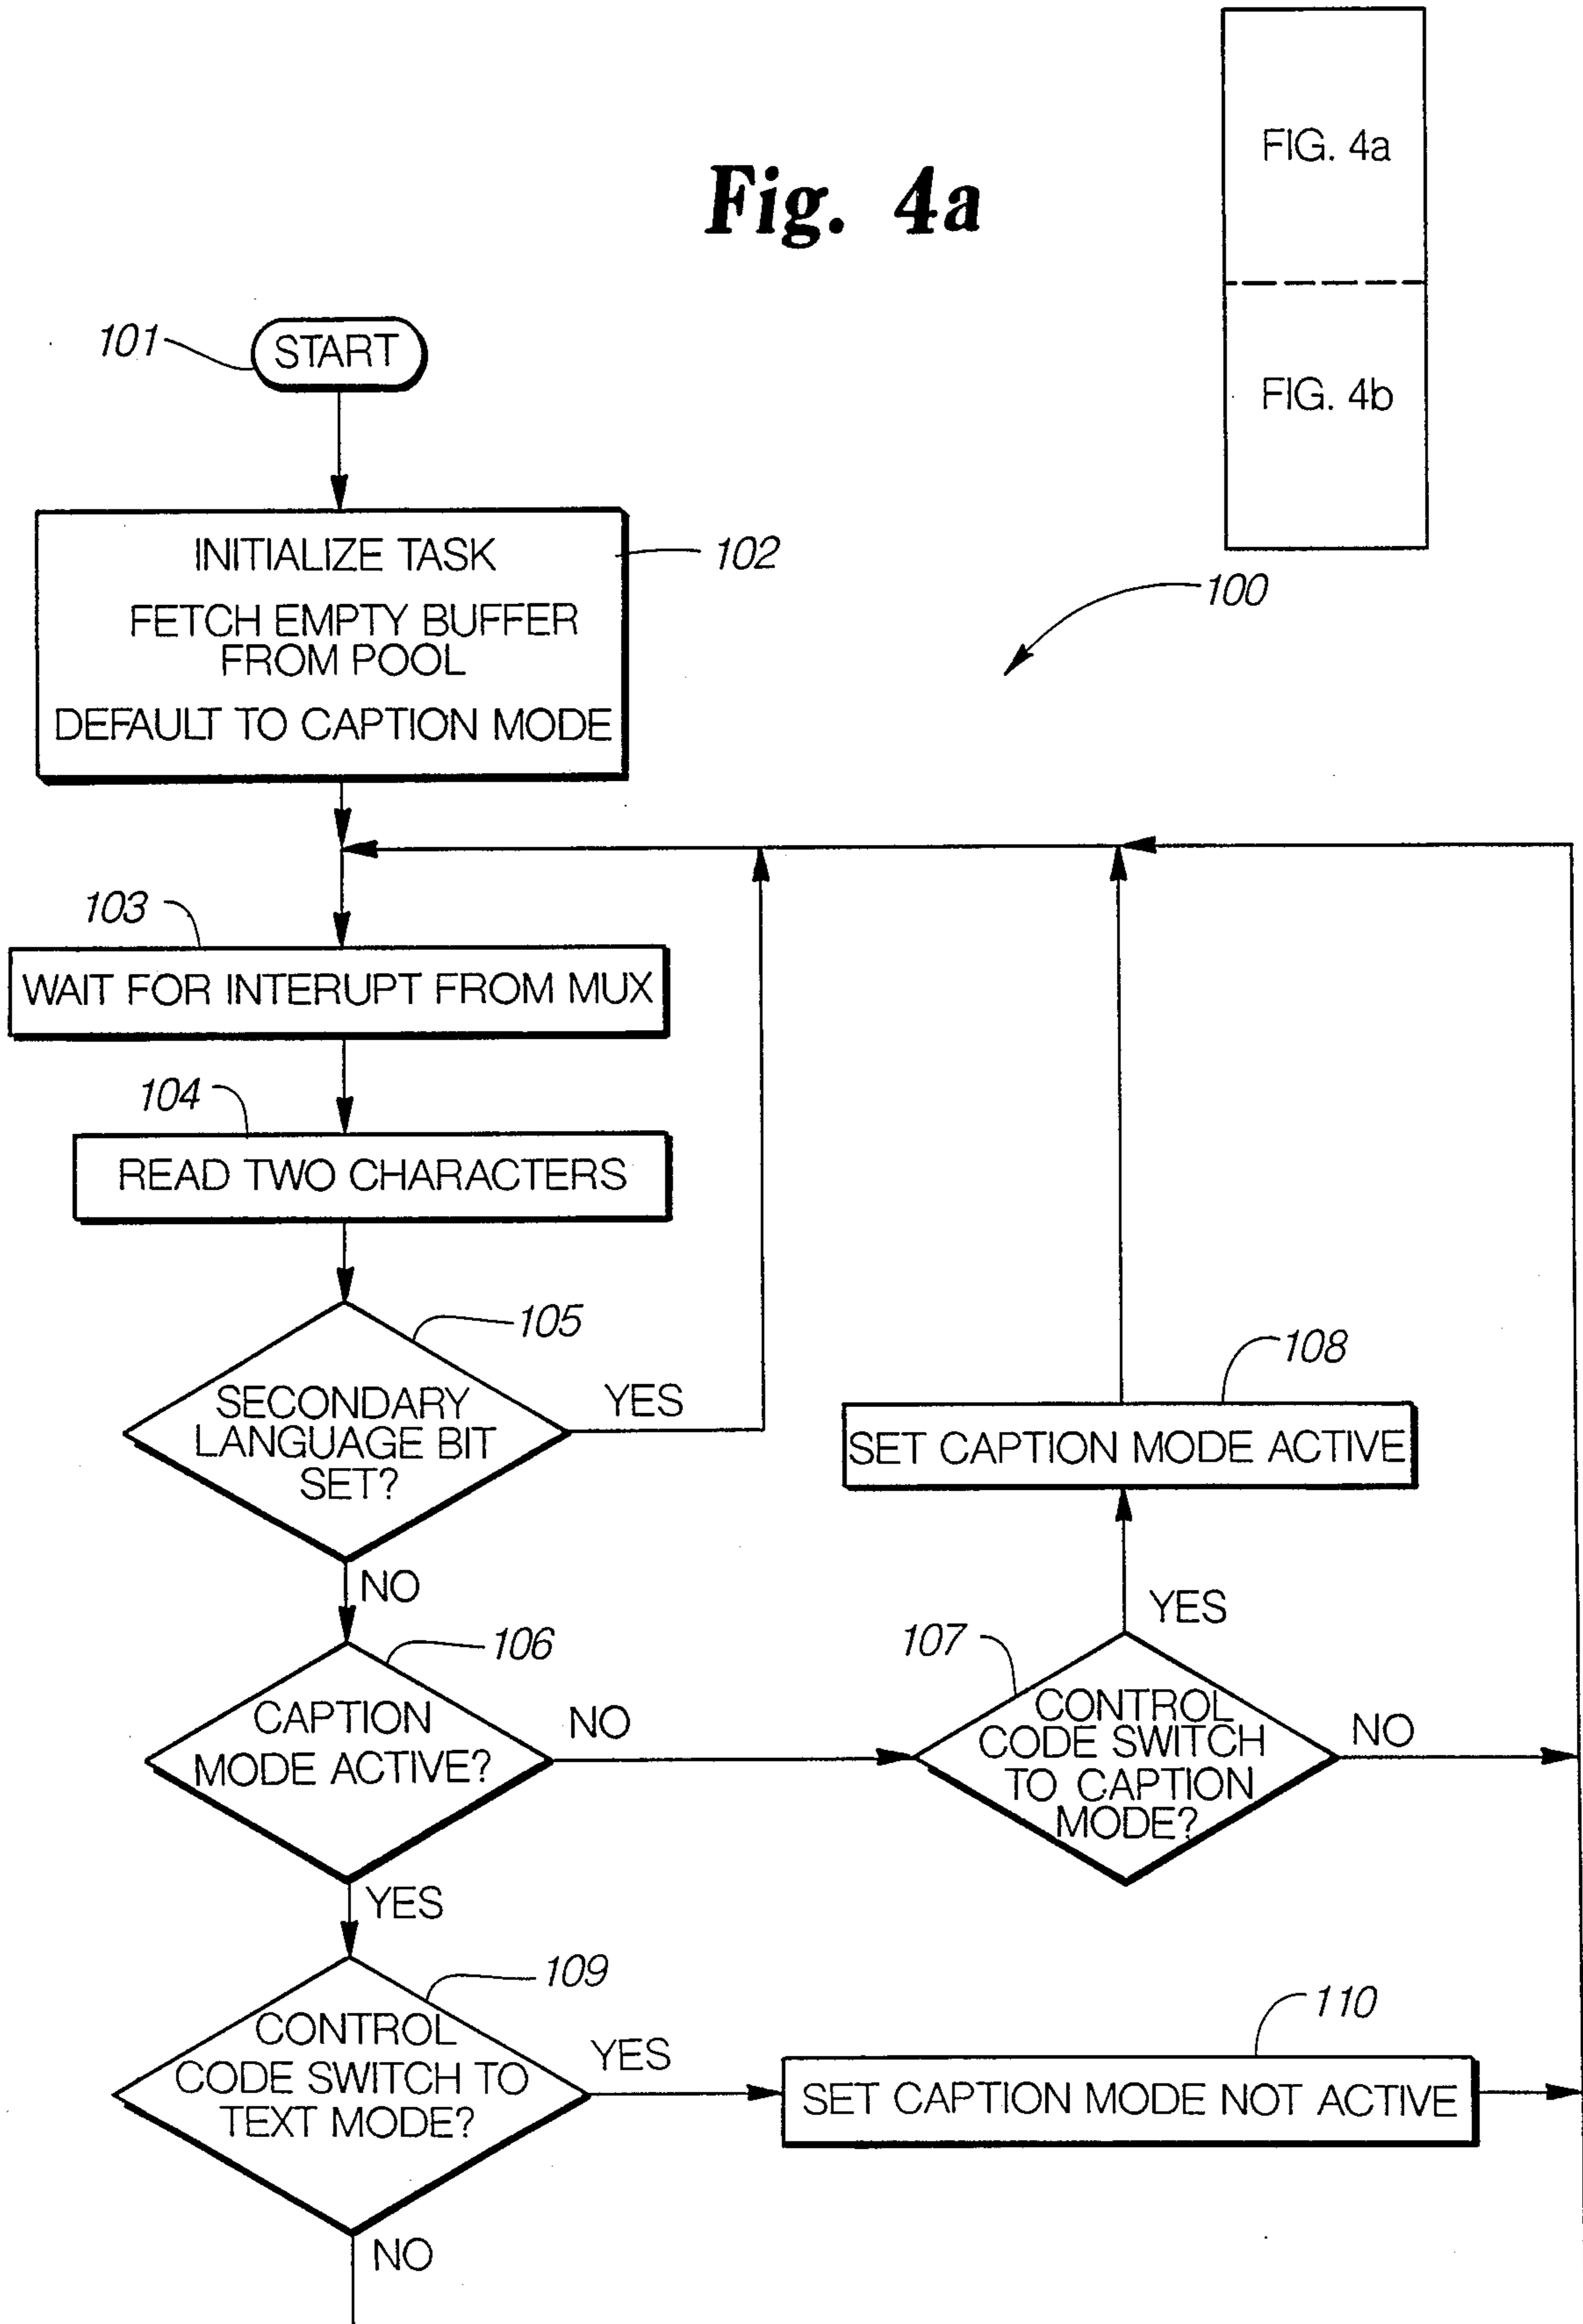 FIG. 4a
Fig. 4a
FIG. 4b
101
START
102
INITIALIZE TASK
FETCH EMPTY BUFFER
FROM POOL
DEFAULT TO CAPTION MODE
100
103
WAIT FOR INTERUPT FROM MUX
104
READ TWO CHARACTERS
105
SECONDARY
LANGUAGE BIT
SET?
YES
NO
108
SET CAPTION MODE ACTIVE
106
CAPTION
MODE ACTIVE?
NO
YES
107
YES
CONTROL
CODE SWITCH
TO CAPTION
MODE?
NO
109
CONTROL
CODE SWITCH TO
TEXT MODE?
YES
NO
110
SET CAPTION MODE NOT ACTIVE